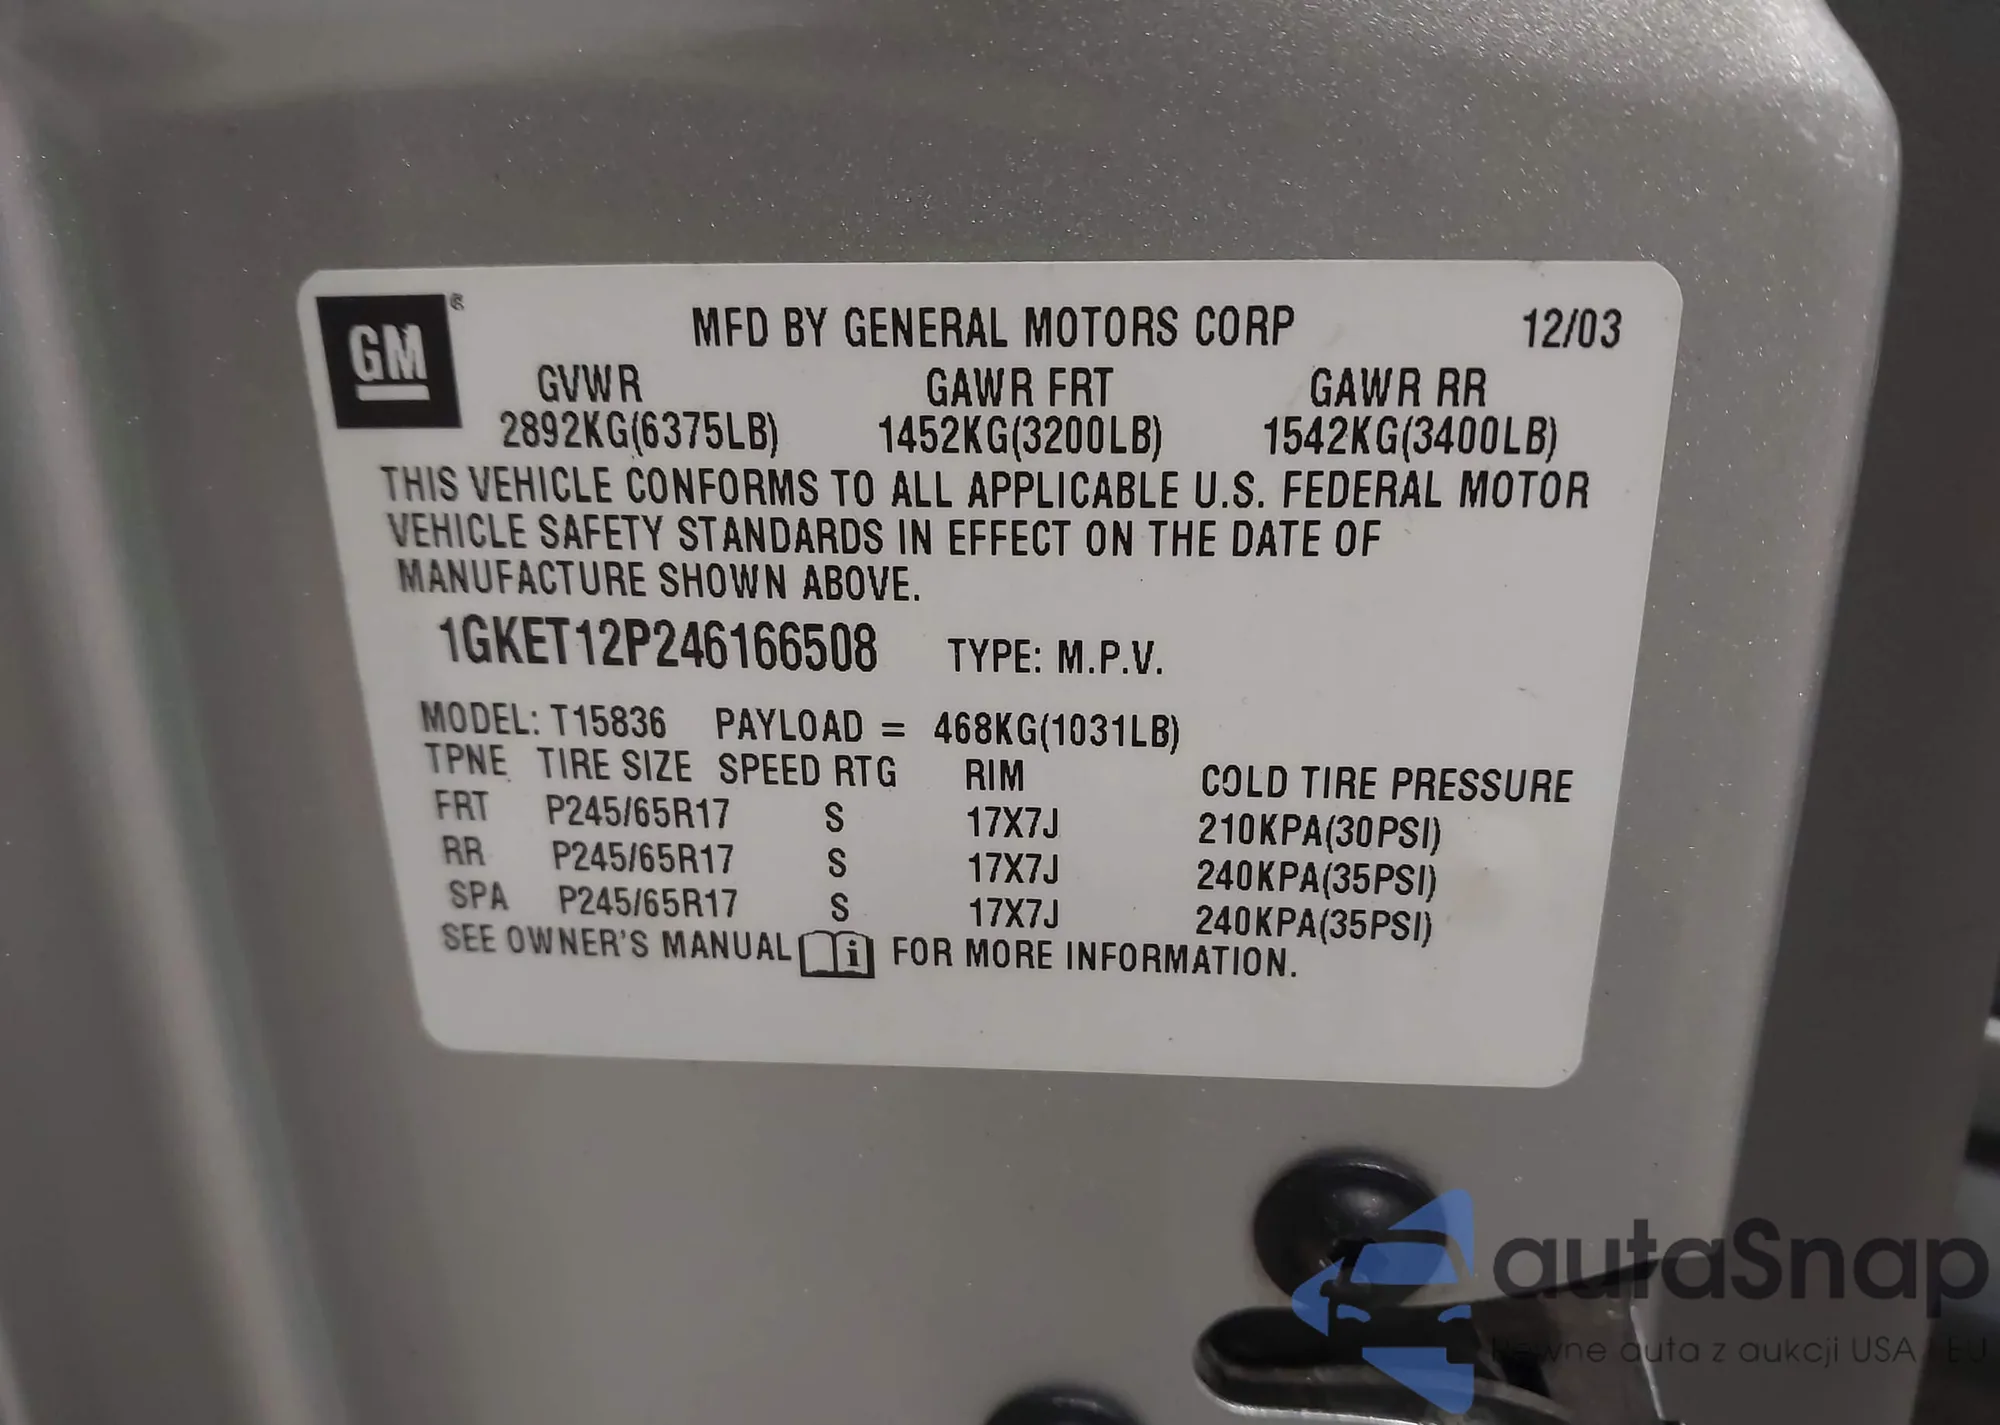 GM ®
MFD BY GENERAL MOTORS CORP 12/03
GVWR GAWR FRT GAWR RR
2892KG(6375LB) 1452KG(3200LB) 1542KG(3400LB)
THIS VEHICLE CONFORMS TO ALL APPLICABLE U.S. FEDERAL MOTOR
VEHICLE SAFETY STANDARDS IN EFFECT ON THE DATE OF
MANUFACTURE SHOWN ABOVE.
1GKET12P246166508 TYPE: M.P.V.
MODEL: T15836 PAYLOAD = 468KG(1031LB)
TPNE TIRE SIZE SPEED RTG RIM COLD TIRE PRESSURE
FRT P245/65R17 S 17X7J 210KPA(30PSI)
RR P245/65R17 S 17X7J 240KPA(35PSI)
SPA P245/65R17 S 17X7J 240KPA(35PSI)
SEE OWNER'S MANUAL i FOR MORE INFORMATION.
autaSnap
auta z aukcji USA EU